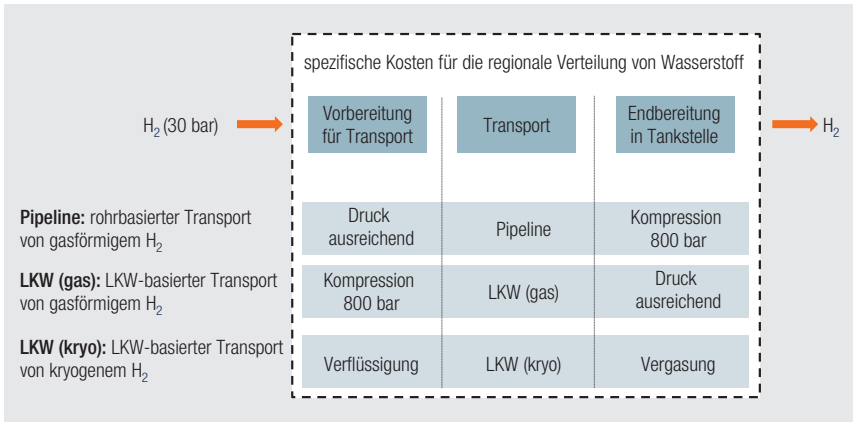 spezifische Kosten für die regionale Verteilung von Wasserstoff
H₂ (30 bar)
Vorbereitung
für Transport
Transport
Endbereitung
in Tankstelle
H₂
Pipeline: rohrbasierter Transport
von gasförmigem H₂
Druck
ausreichend
Pipeline
Kompression
800 bar
LKW (gas): LKW-basierter Transport
von gasförmigem H₂
Kompression
800 bar
LKW (gas)
Druck
ausreichend
LKW (kryo): LKW-basierter Transport
von kryogenem H₂
Verflüssigung
LKW (kryo)
Vergasung